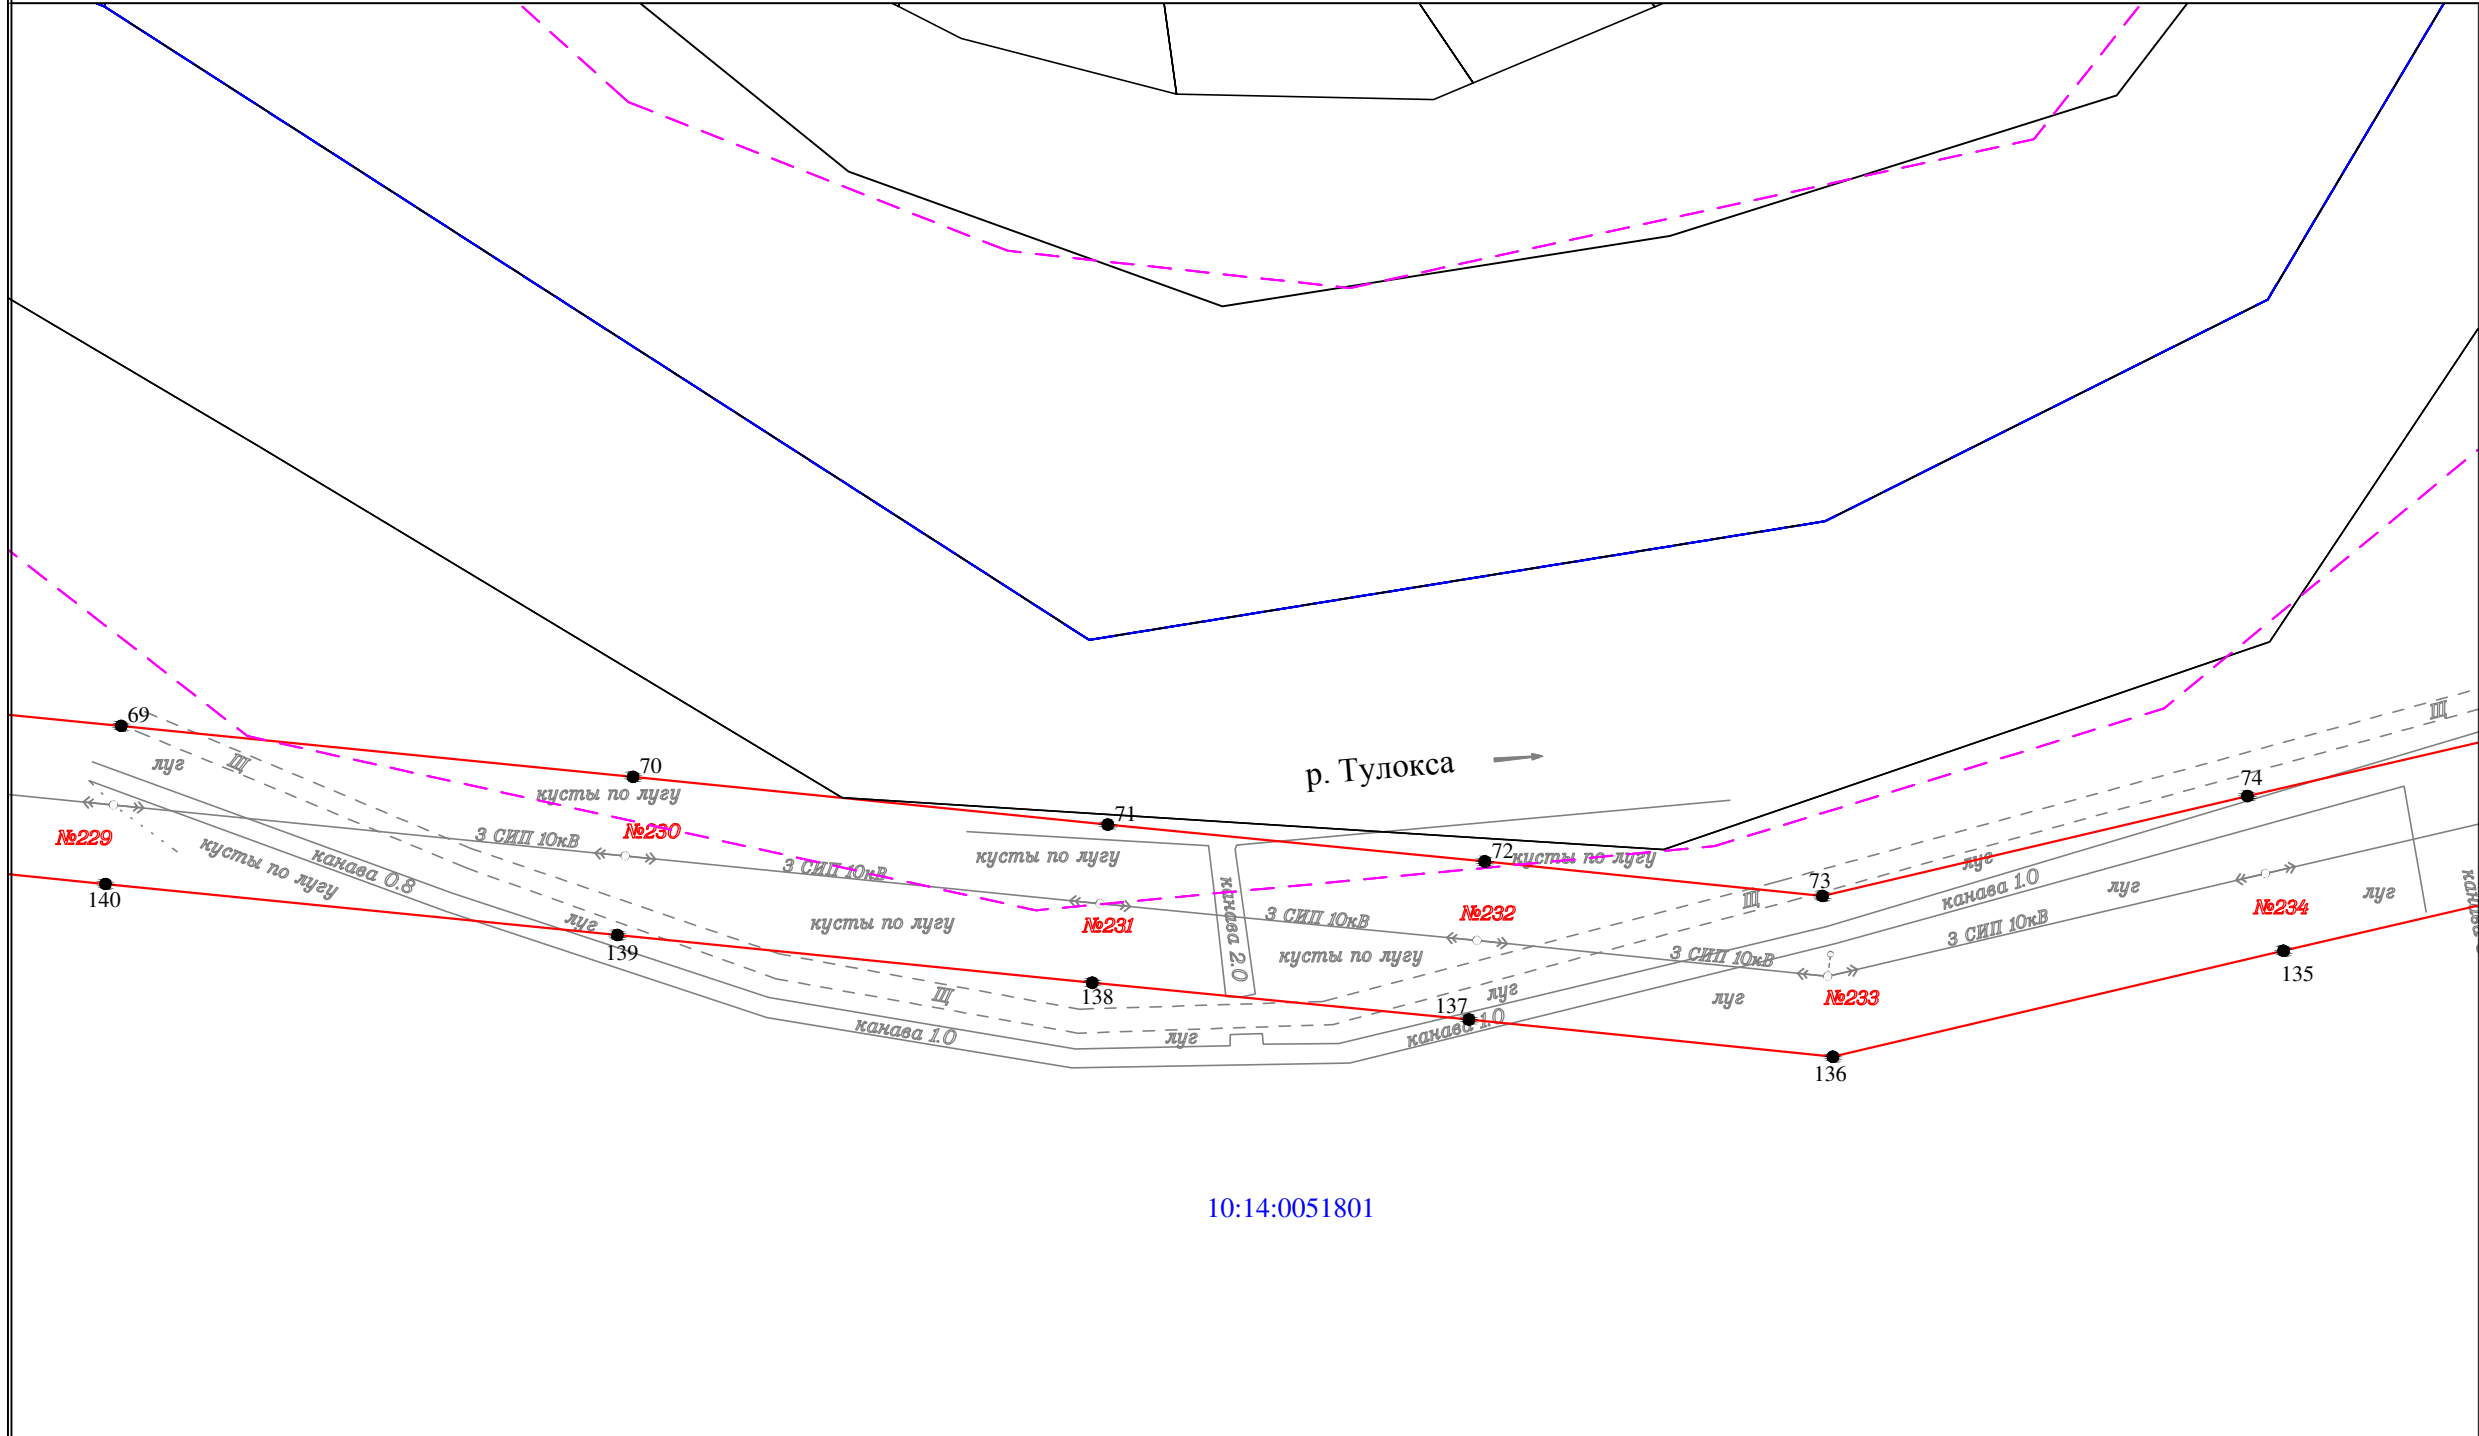 69
70
71
72
73
74
р. Тулокса
луг
Щ
кусты по лугу
№229
№230
3 СИП 10кВ
кусты по лугу
канава 0.8
3 СИП 10кВ
кусты по лугу
кусты по лугу
140
луг
139
кусты по лугу
№231
канава 2.0
3 СИП 10кВ
№232
кусты по лугу
3 СИП 10кВ
Щ
луг
канава 1.0
луг
3 СИП 10кВ
№234
луг
Щ
138
Щ
канава 1.0
луг
137
луг
канава 1.0
луг
№233
135
136
10:14:0051801